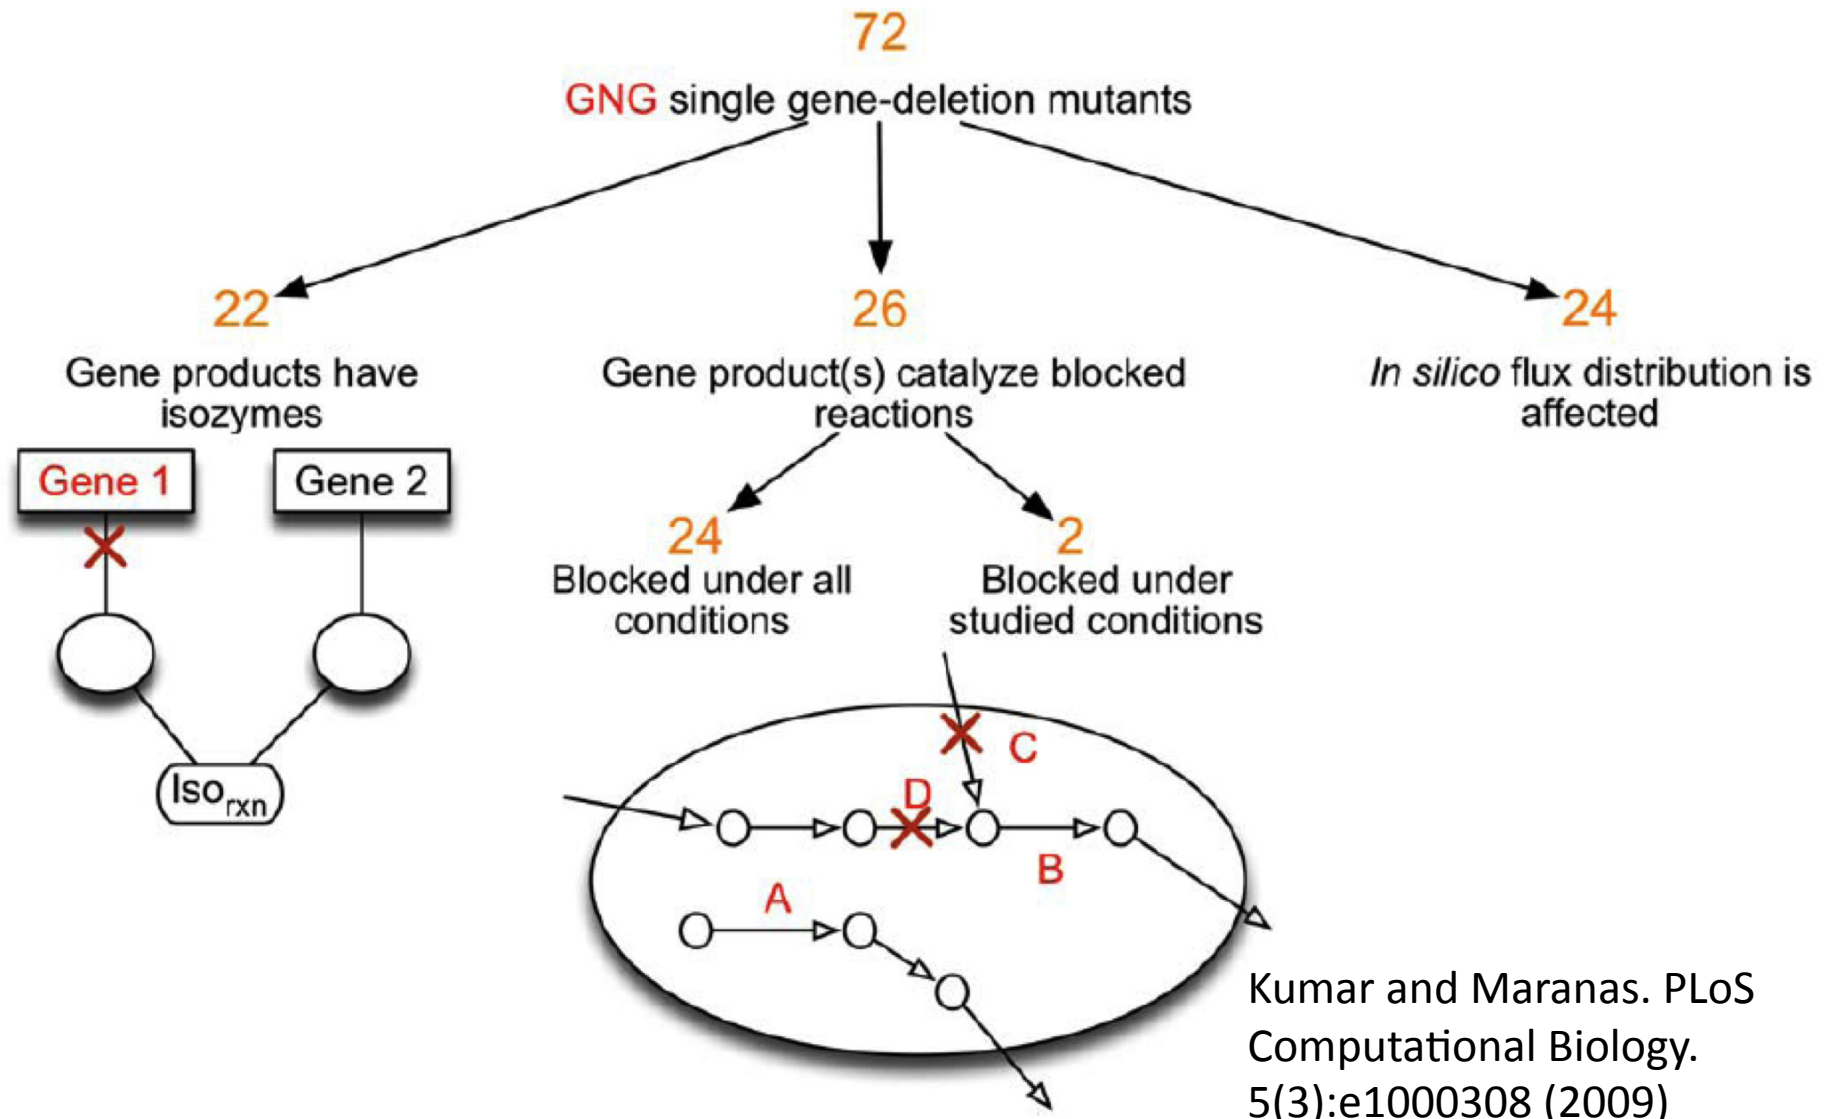 72
GNG single gene-deletion mutants
22
26
24
Gene products have
isozymes
Gene product(s) catalyze blocked
reactions
In silico flux distribution is
affected
Gene 1
Gene 2
24
2
Blocked under all
conditions
Blocked under
studied conditions
C
D
Iso rxn
B
A
Kumar and Maranas. PLoS
Computational Biology.
5(3):e1000308 (2009)